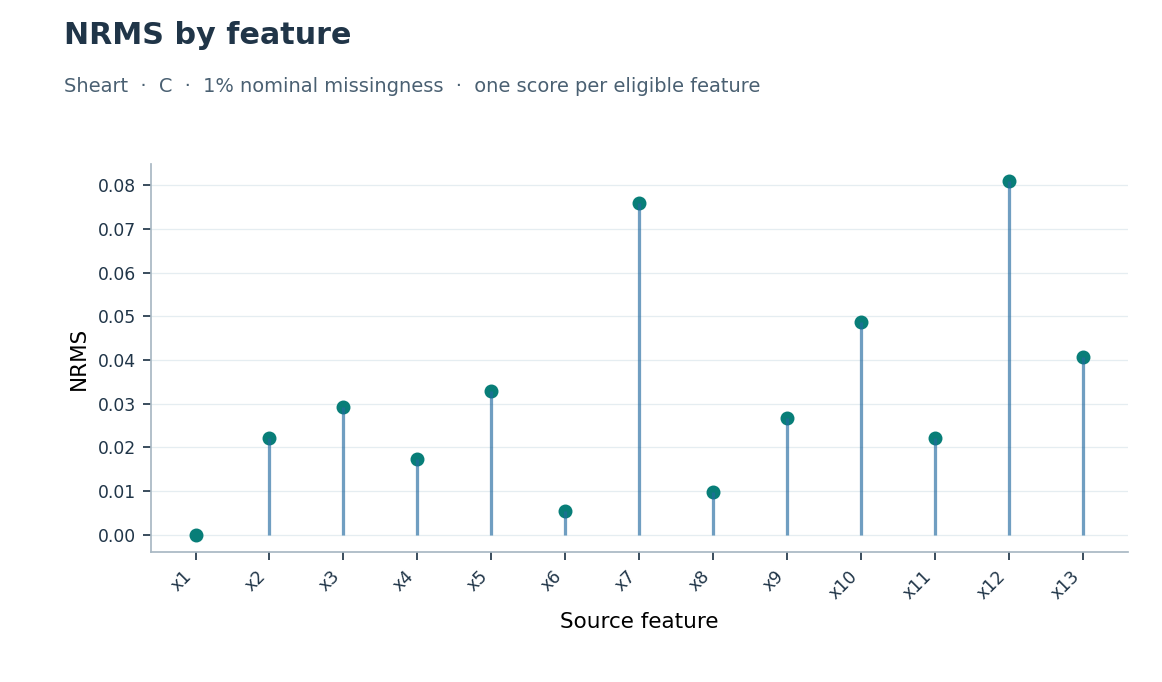 NRMS by feature
Sheart · C · 1% nominal missingness · one score per eligible feature
0.08
0.07
0.06
0.05
0.04
0.03
0.02
0.01
0.00
NRMS
x1 x2 x3 x4 x5 x6 x7 x8 x9 x10 x11 x12 x13
Source feature